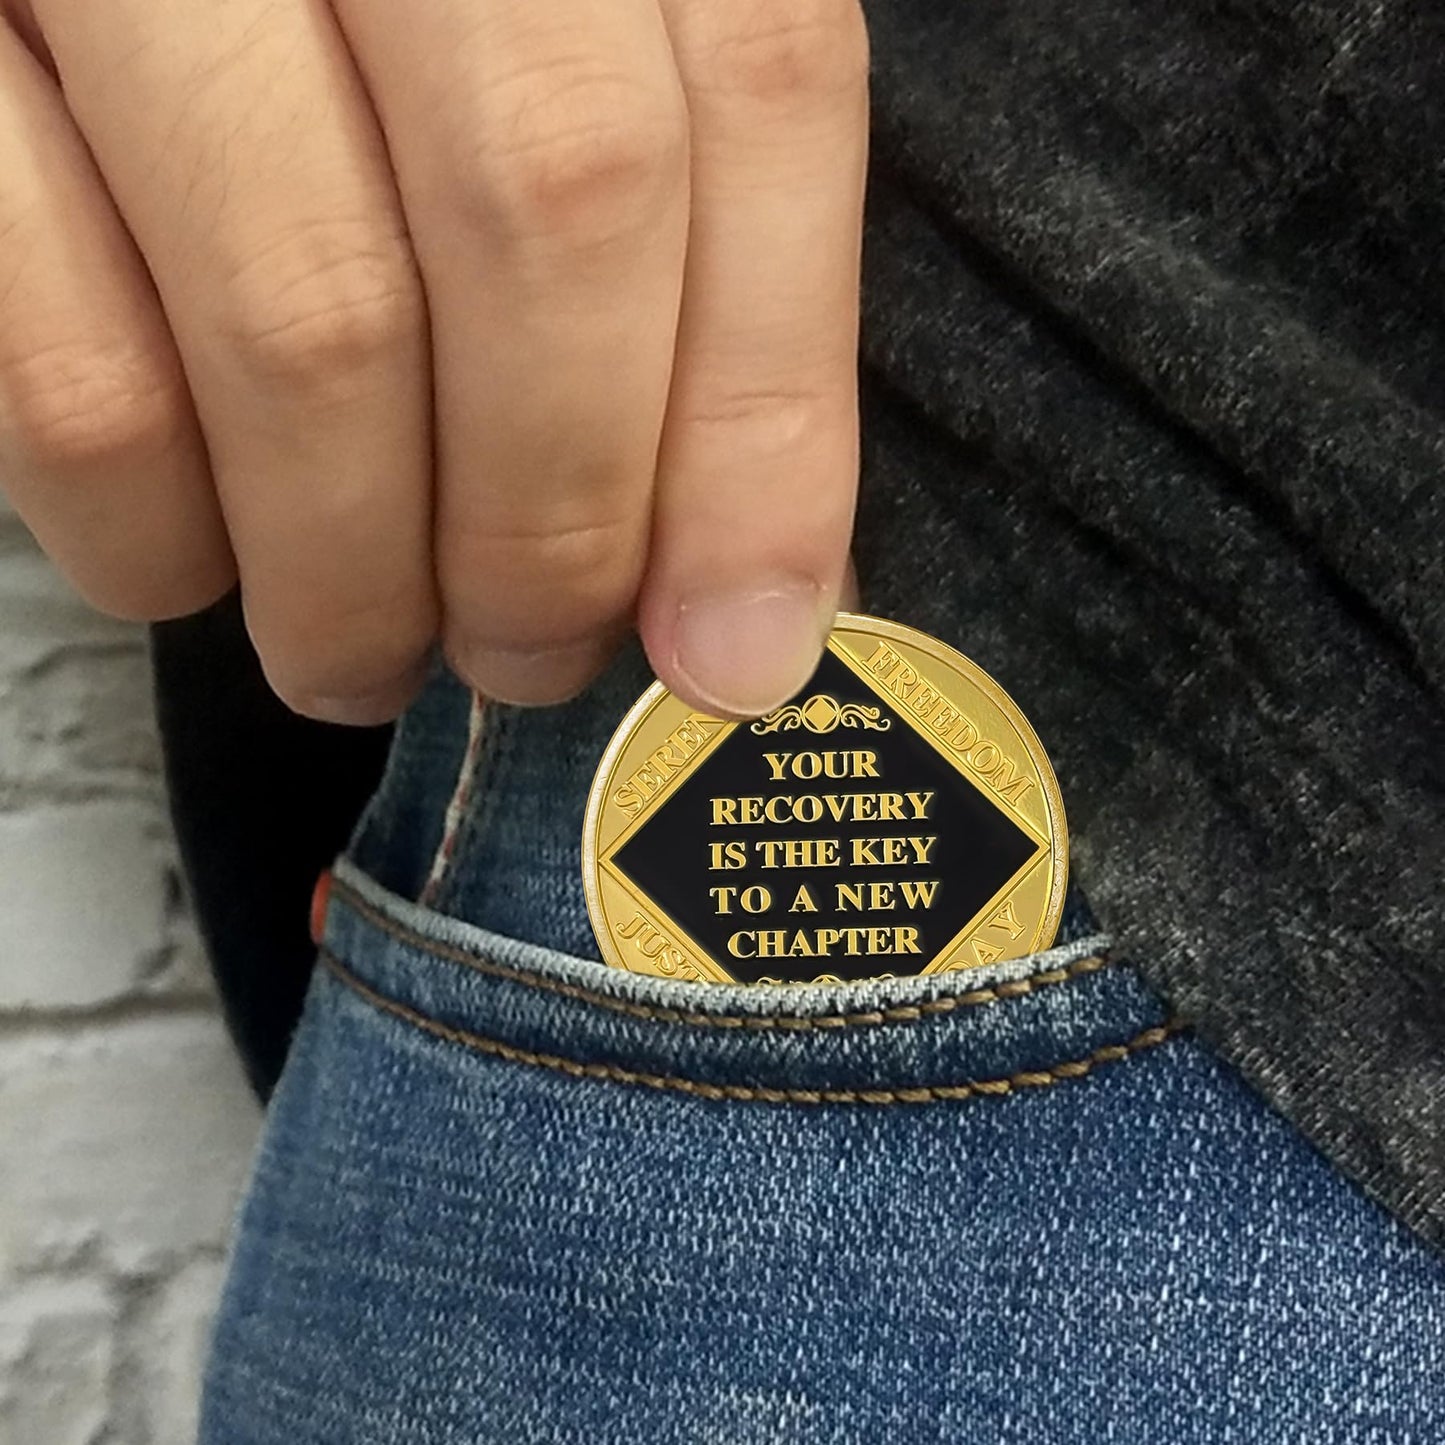 FREEDOM
YOUR
RECOVERY
IS THE KEY
TO A NEW
CHAPTER